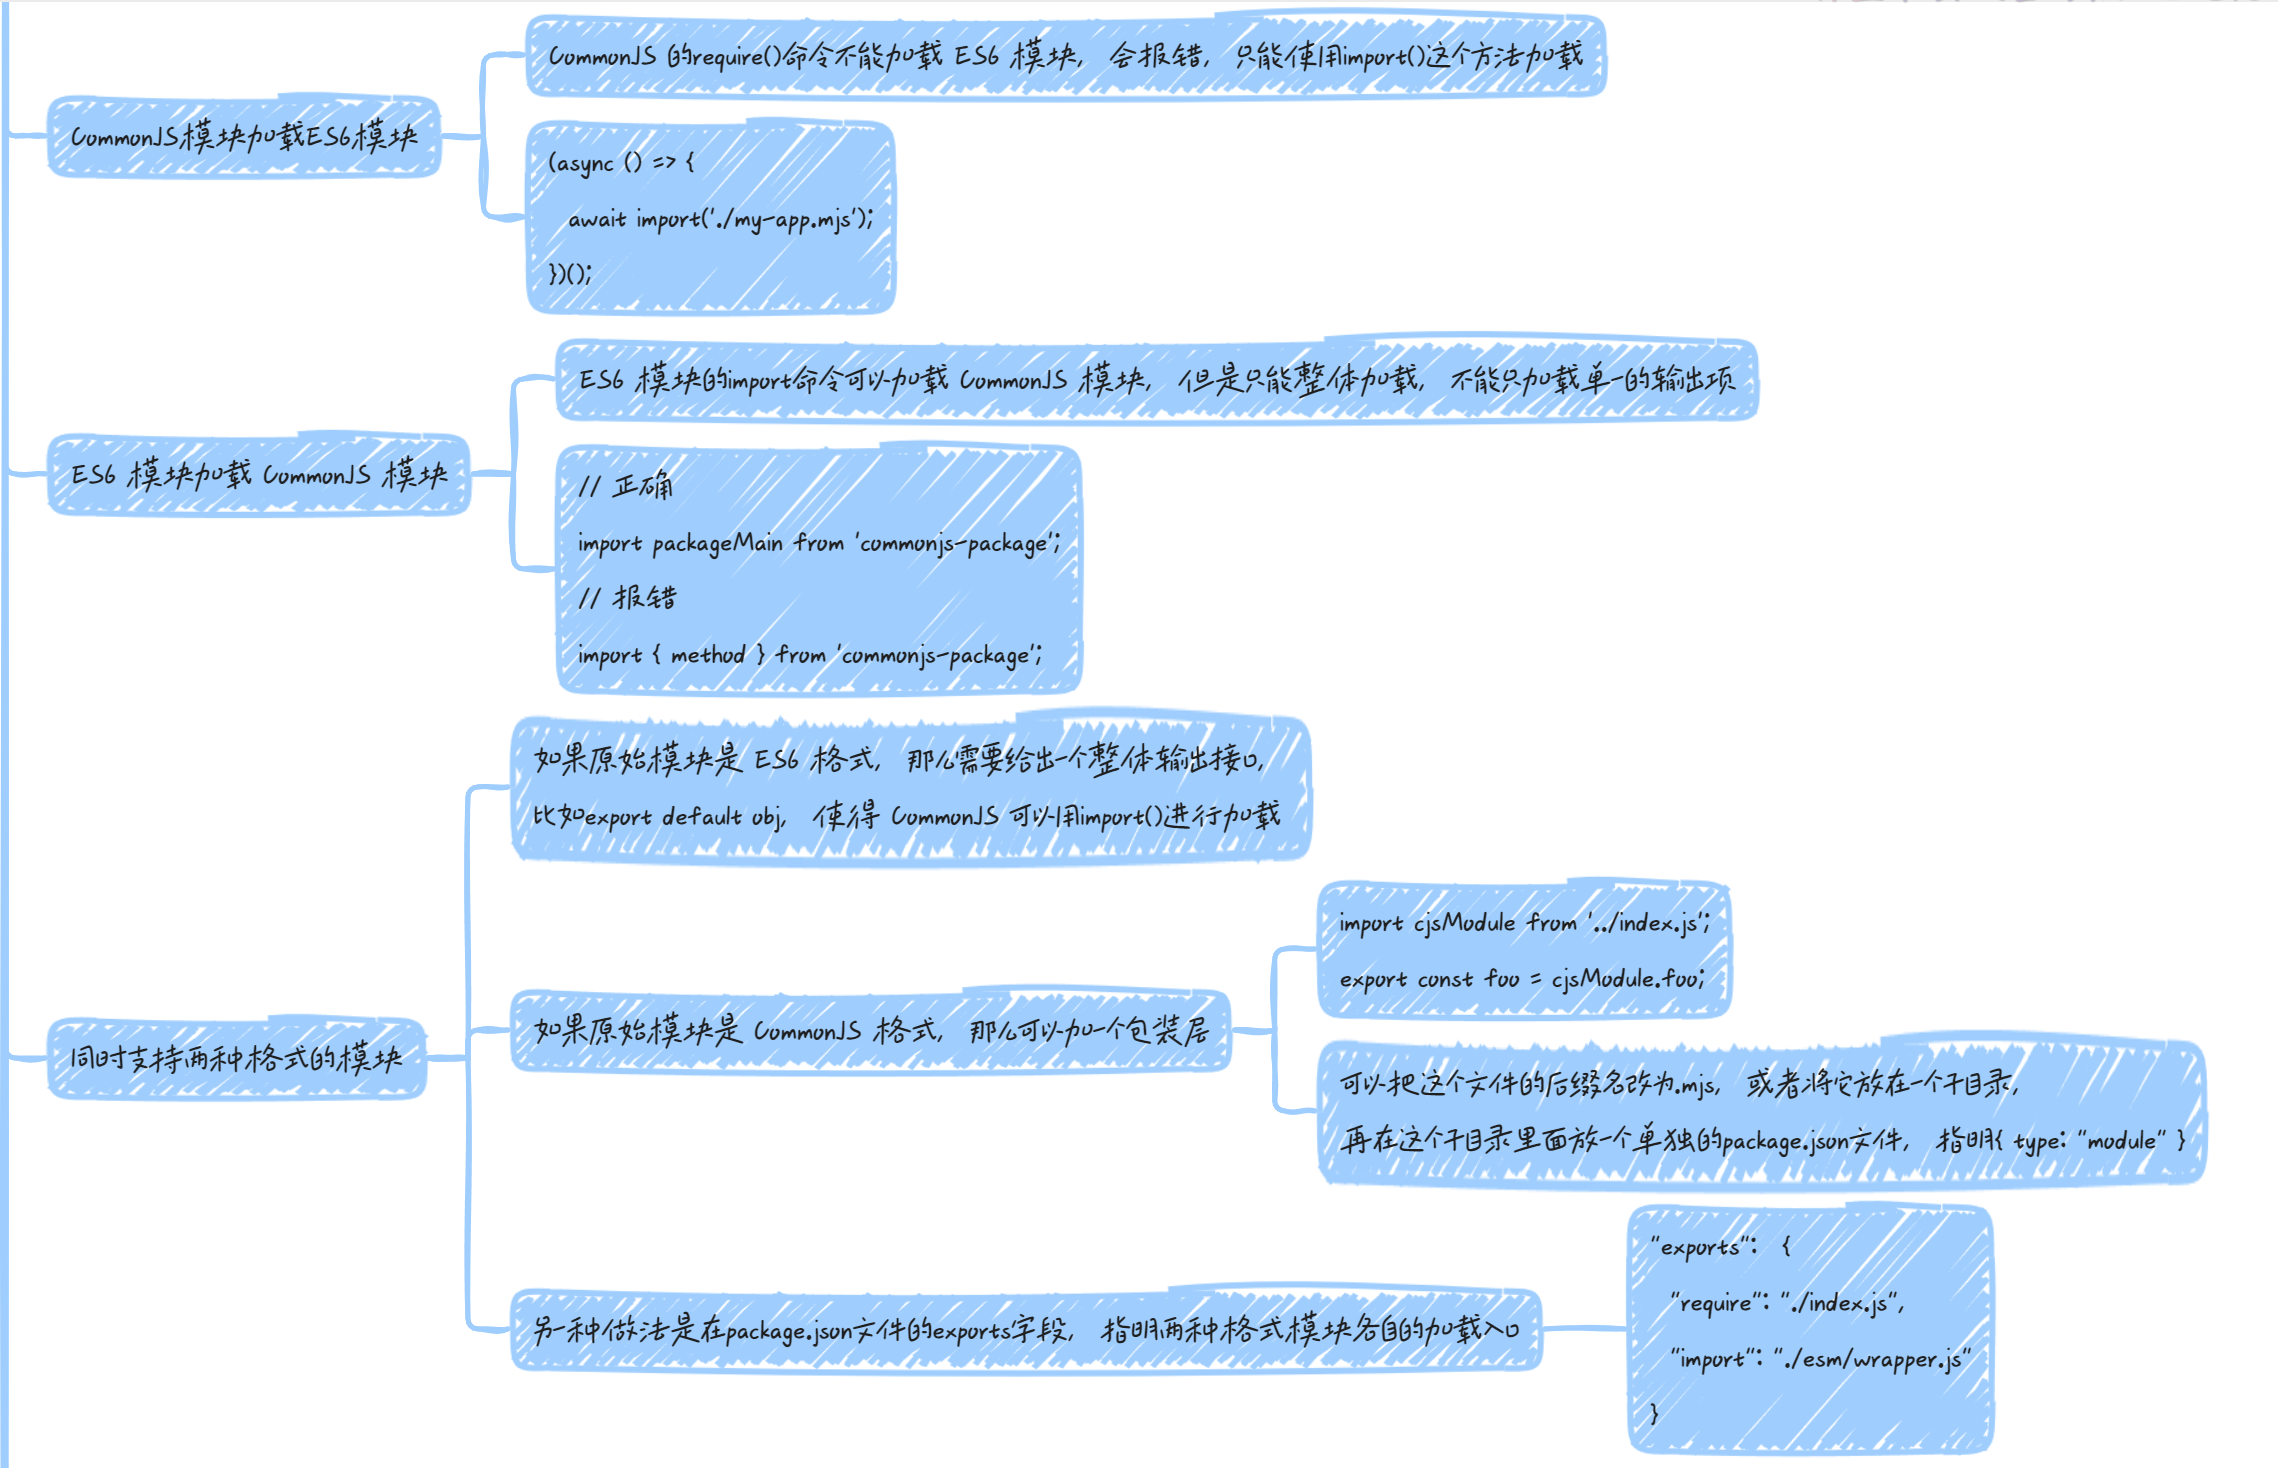 CommonJS模块加载ES6模块
CommonJS 的require()命令不能加载 ES6 模块, 会报错, 只能使用import()这个方法加载
(async () => {
await import('./my-app.mjs');
})();
ES6 模块加载 CommonJS 模块
ES6 模块的import命令可以加载 CommonJS 模块, 但是只能整体加载, 不能只加载单一的输出项
// 正确
import packageMain from 'commonjs-package';
// 报错
import { method } from 'commonjs-package';
同时支持两种格式的模块
如果原始模块是 ES6 格式, 那么需要给出一个整体输出接口,
比如export default obj, 使得 CommonJS 可以用import()进行加载
如果原始模块是 CommonJS 格式, 那么可以加一个包装层
import cjsModule from '../index.js';
export const foo = cjsModule.foo;
可以把这个文件的后缀名改为.mjs, 或者将它放在一个子目录,
再在这个子目录里面放一个单独的package.json文件, 指明{ type: "module" }
另一种做法是在package.json文件的exports字段, 指明两种格式模块各自的加载入口
"exports": {
"require": "./index.js",
"import": "./esm/wrapper.js"
}